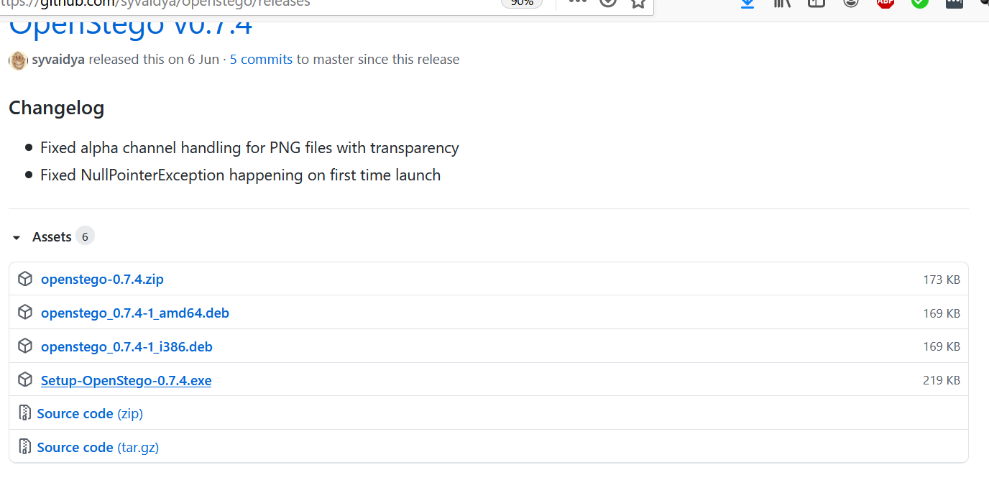 ttps://github.com/syvaidya/openstego/releases
90%
ABP
OpenStego v0.7.4
syvaidya released this on 6 Jun · 5 commits to master since this release
Changelog
Fixed alpha channel handling for PNG files with transparency
Fixed NullPointerException happening on first time launch
Assets 6
openstego-0.7.4.zip 173 KB
openstego_0.7.4-1_amd64.deb 169 KB
openstego_0.7.4-1_i386.deb 169 KB
Setup-OpenStego-0.7.4.exe 219 KB
Source code (zip)
Source code (tar.gz)